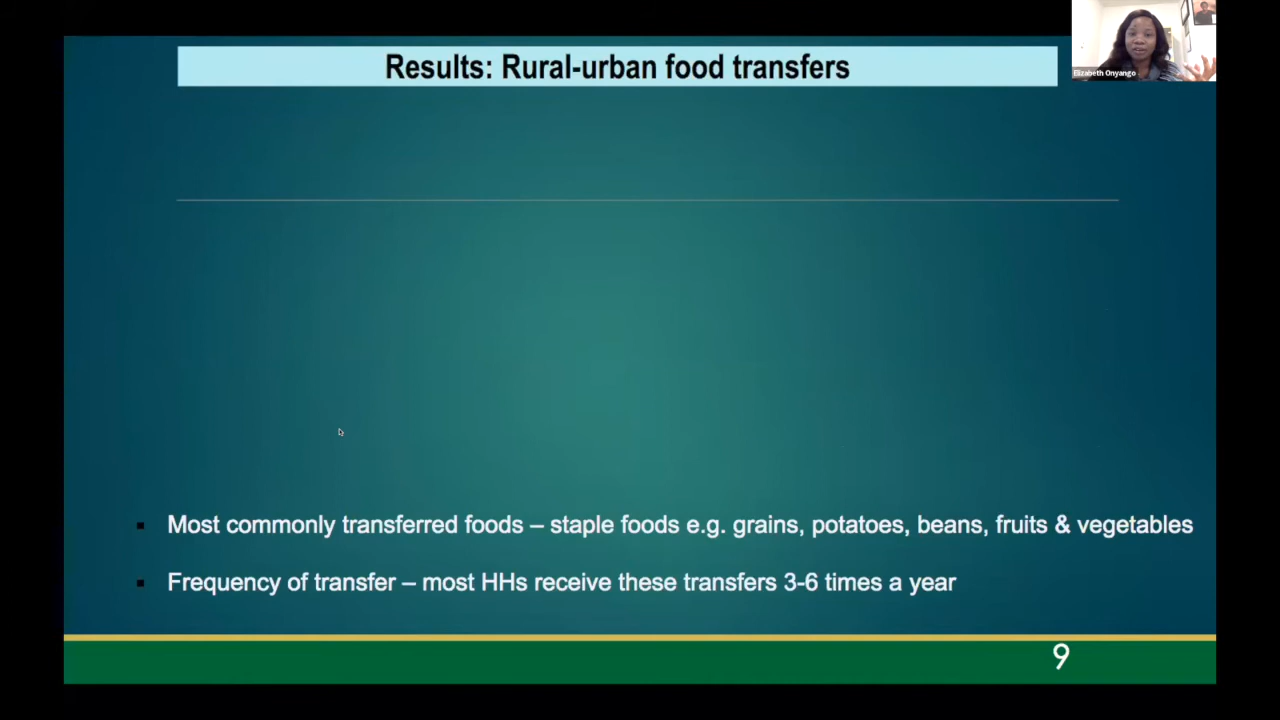 Results: Rural-urban food transfers
Elizabeth Onyango
▪ Most commonly transferred foods – staple foods e.g. grains, potatoes, beans, fruits & vegetables
▪ Frequency of transfer – most HHs receive these transfers 3-6 times a year
9